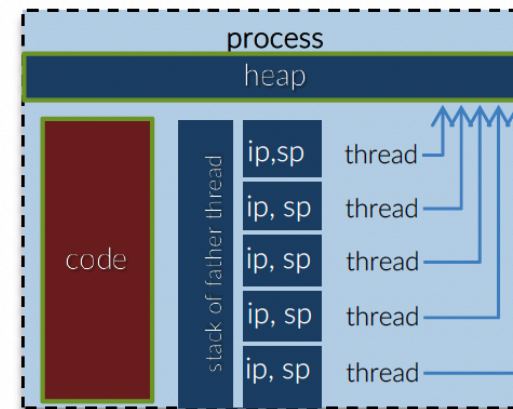 process
heap
code
stack of father thread
ip,sp
thread
ip, sp
thread
ip, sp
thread
ip, sp
thread
ip, sp
thread